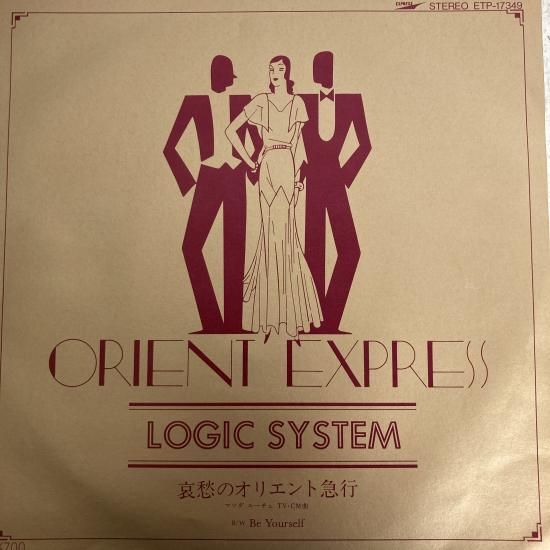 EXPRESS STEREO ETP-17349
ORIENT EXPRESS
LOGIC SYSTEM
哀愁のオリエント急行
マツダ ルーチェ TV・CM曲
B/W Be Yourself
¥700